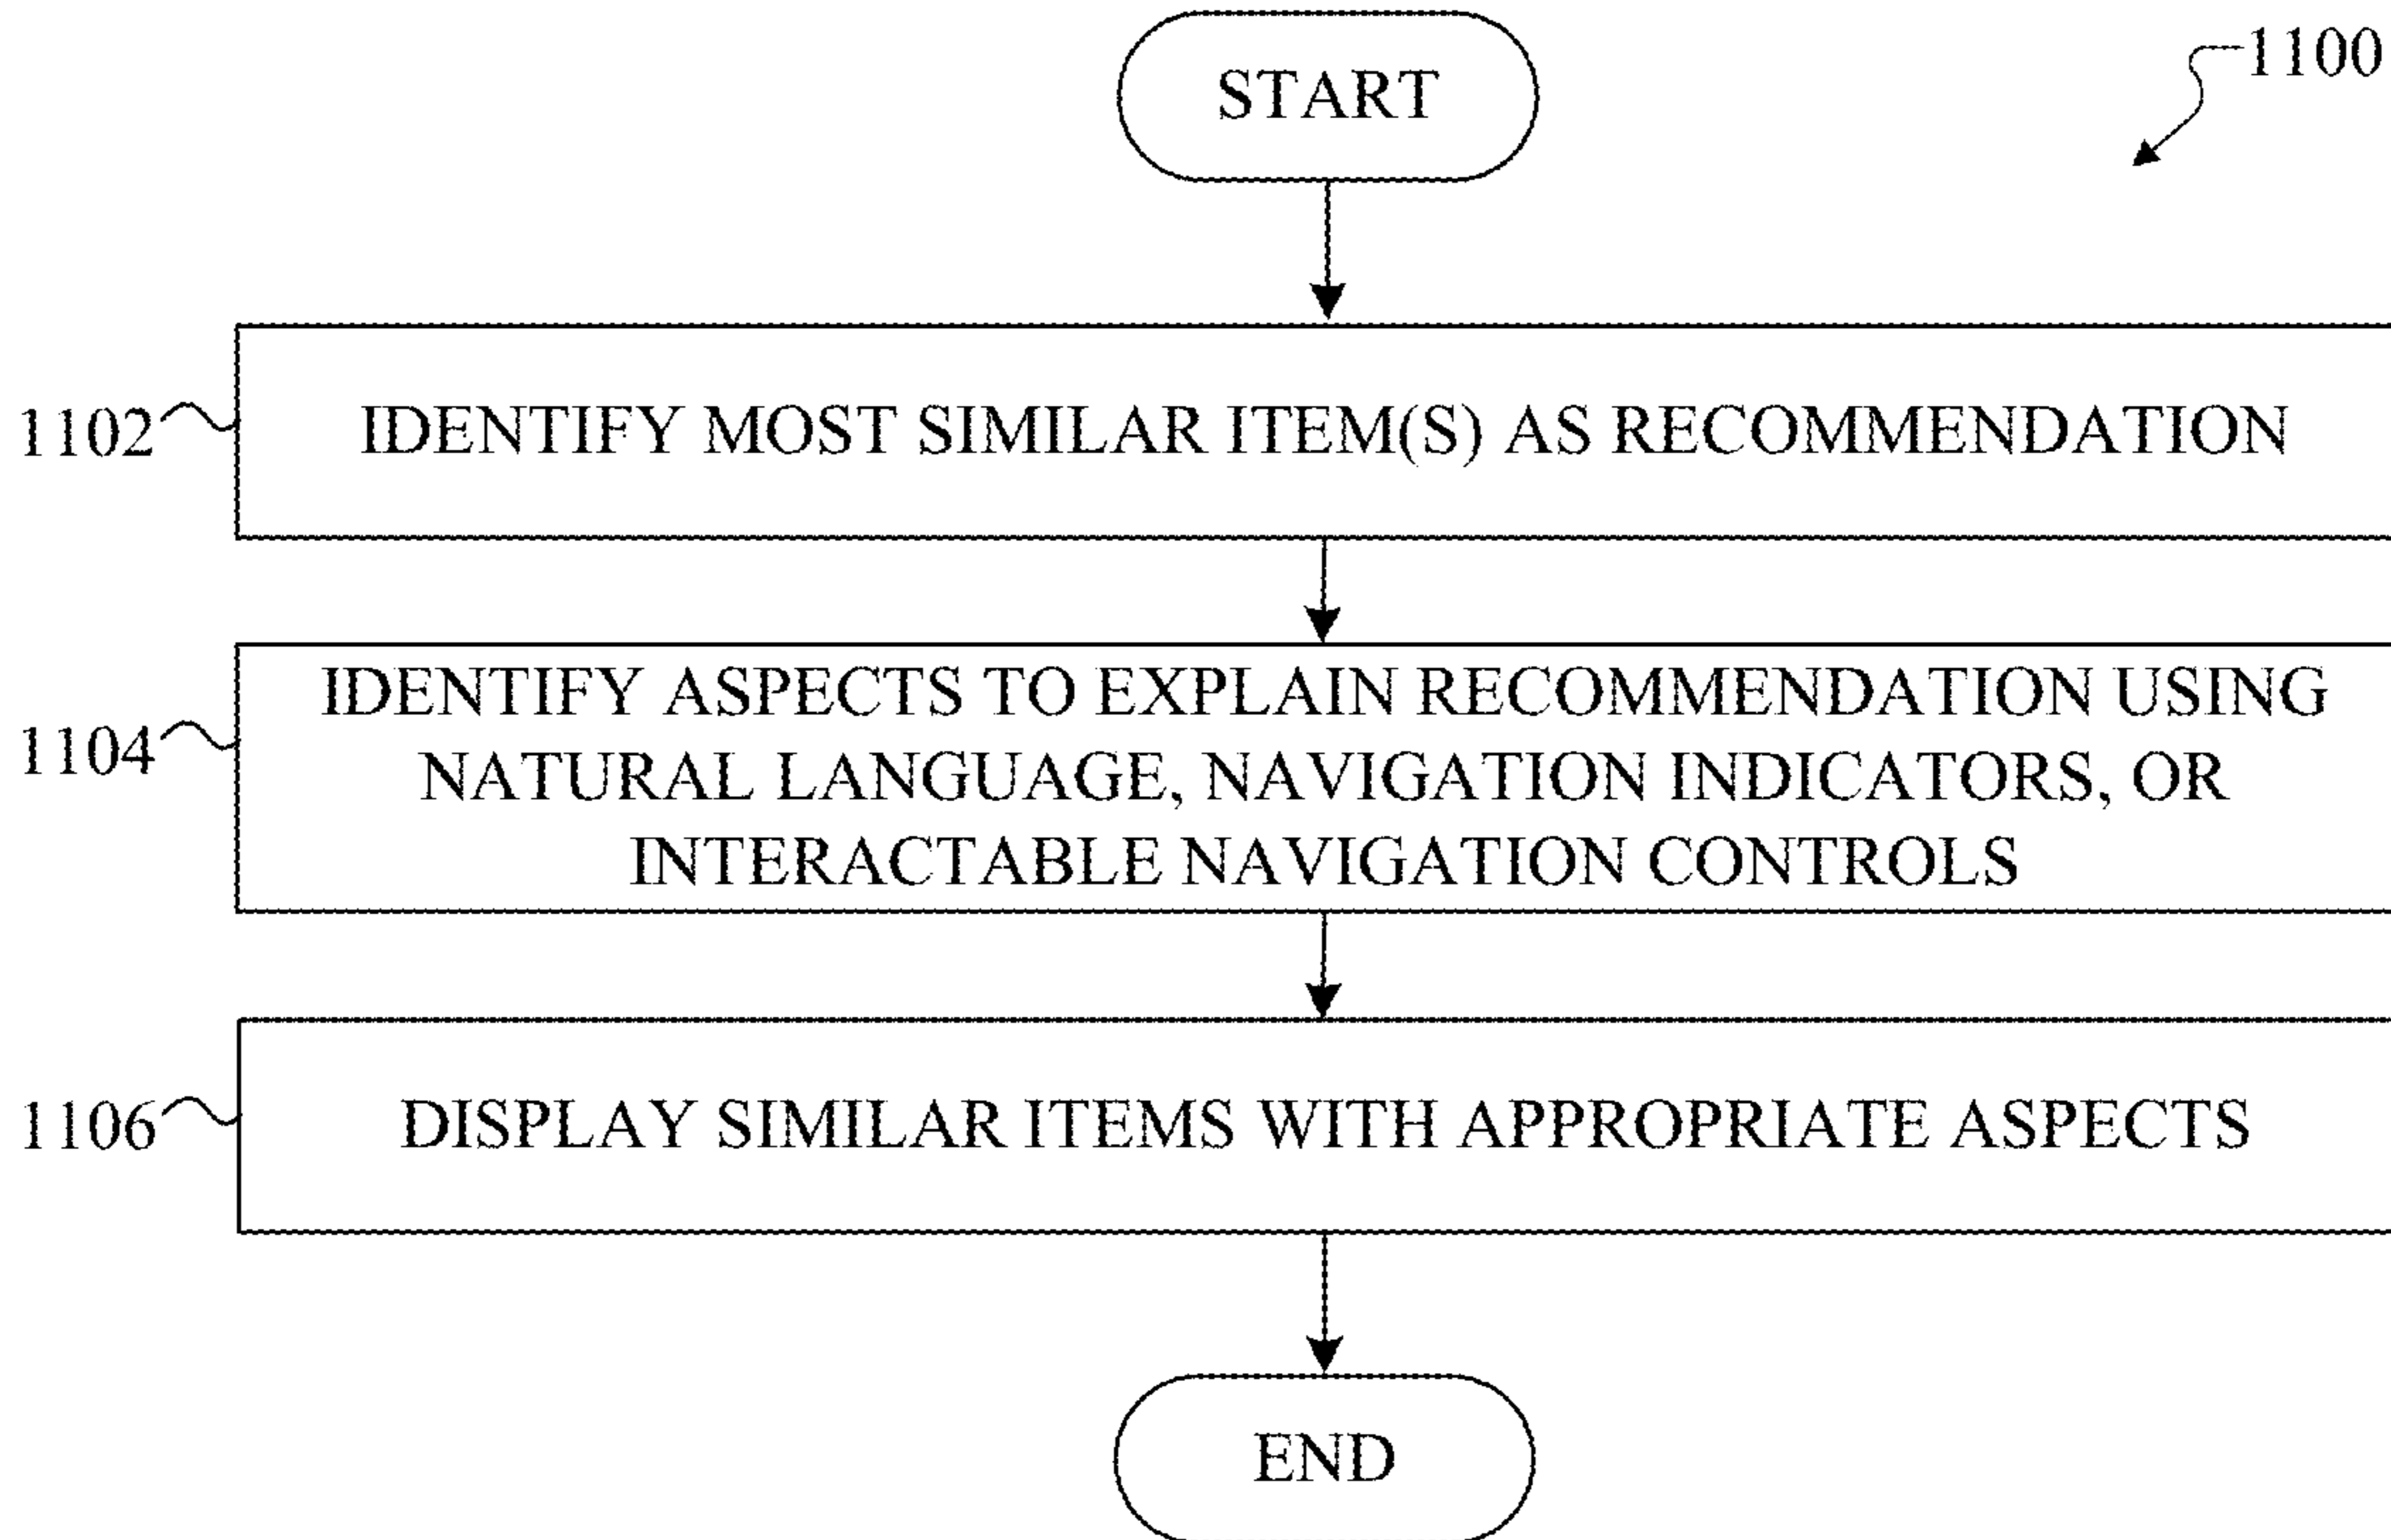 START
1100
1102
IDENTIFY MOST SIMILAR ITEM(S) AS RECOMMENDATION
1104
IDENTIFY ASPECTS TO EXPLAIN RECOMMENDATION USING
NATURAL LANGUAGE, NAVIGATION INDICATORS, OR
INTERACTABLE NAVIGATION CONTROLS
1106
DISPLAY SIMILAR ITEMS WITH APPROPRIATE ASPECTS
END